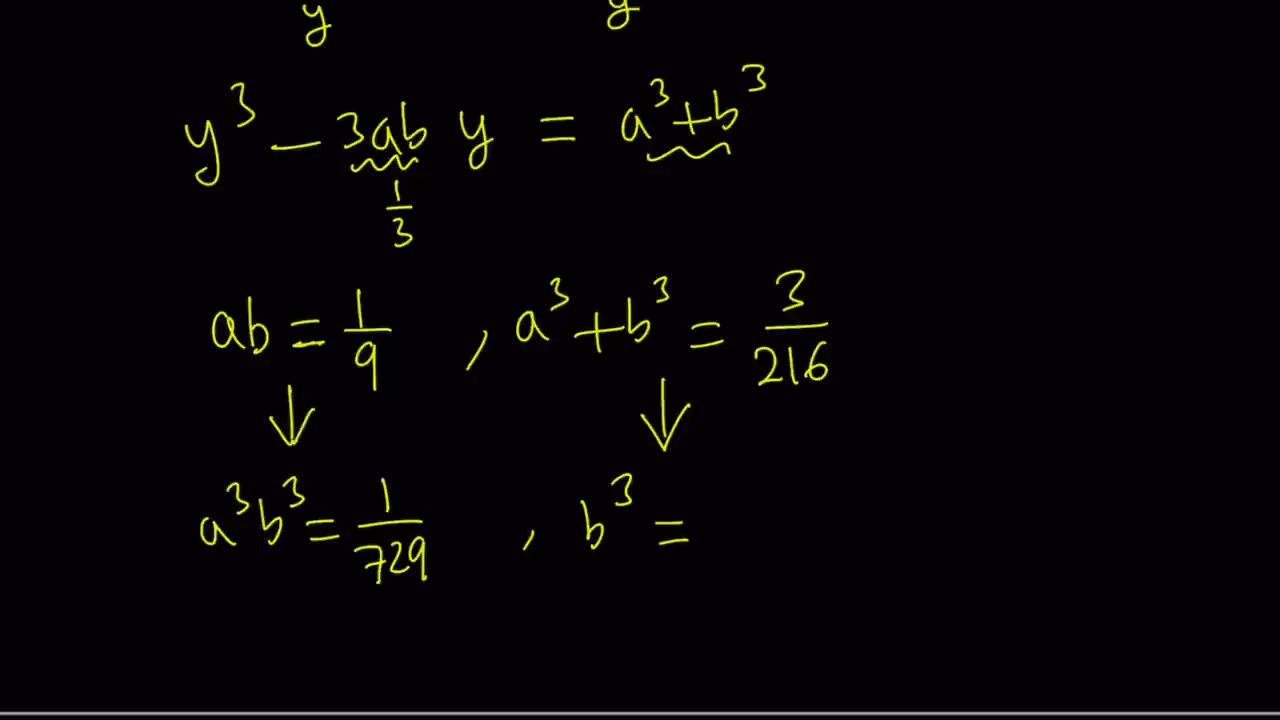 y y
y³ - 3ab y = a³+b³
1/3
ab = 1/9 , a³+b³ = 3/216
↓ ↓
a³b³ = 1/729 , b³ =